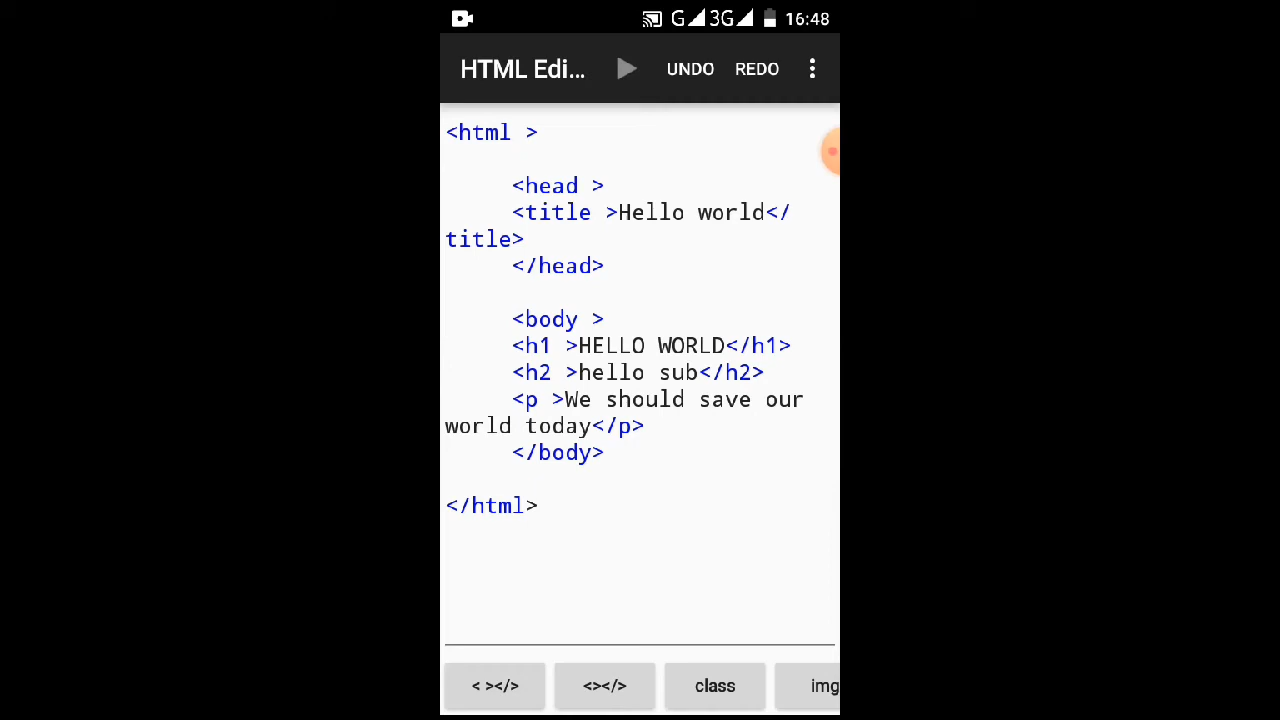 G 3G 16:48
HTML Edi... UNDO REDO
<html >
<head >
<title >Hello world</
title>
</head>
<body >
<h1 >HELLO WORLD</h1>
<h2 >hello sub</h2>
<p >We should save our
world today</p>
</body>
</html>
< ></> <></> class img